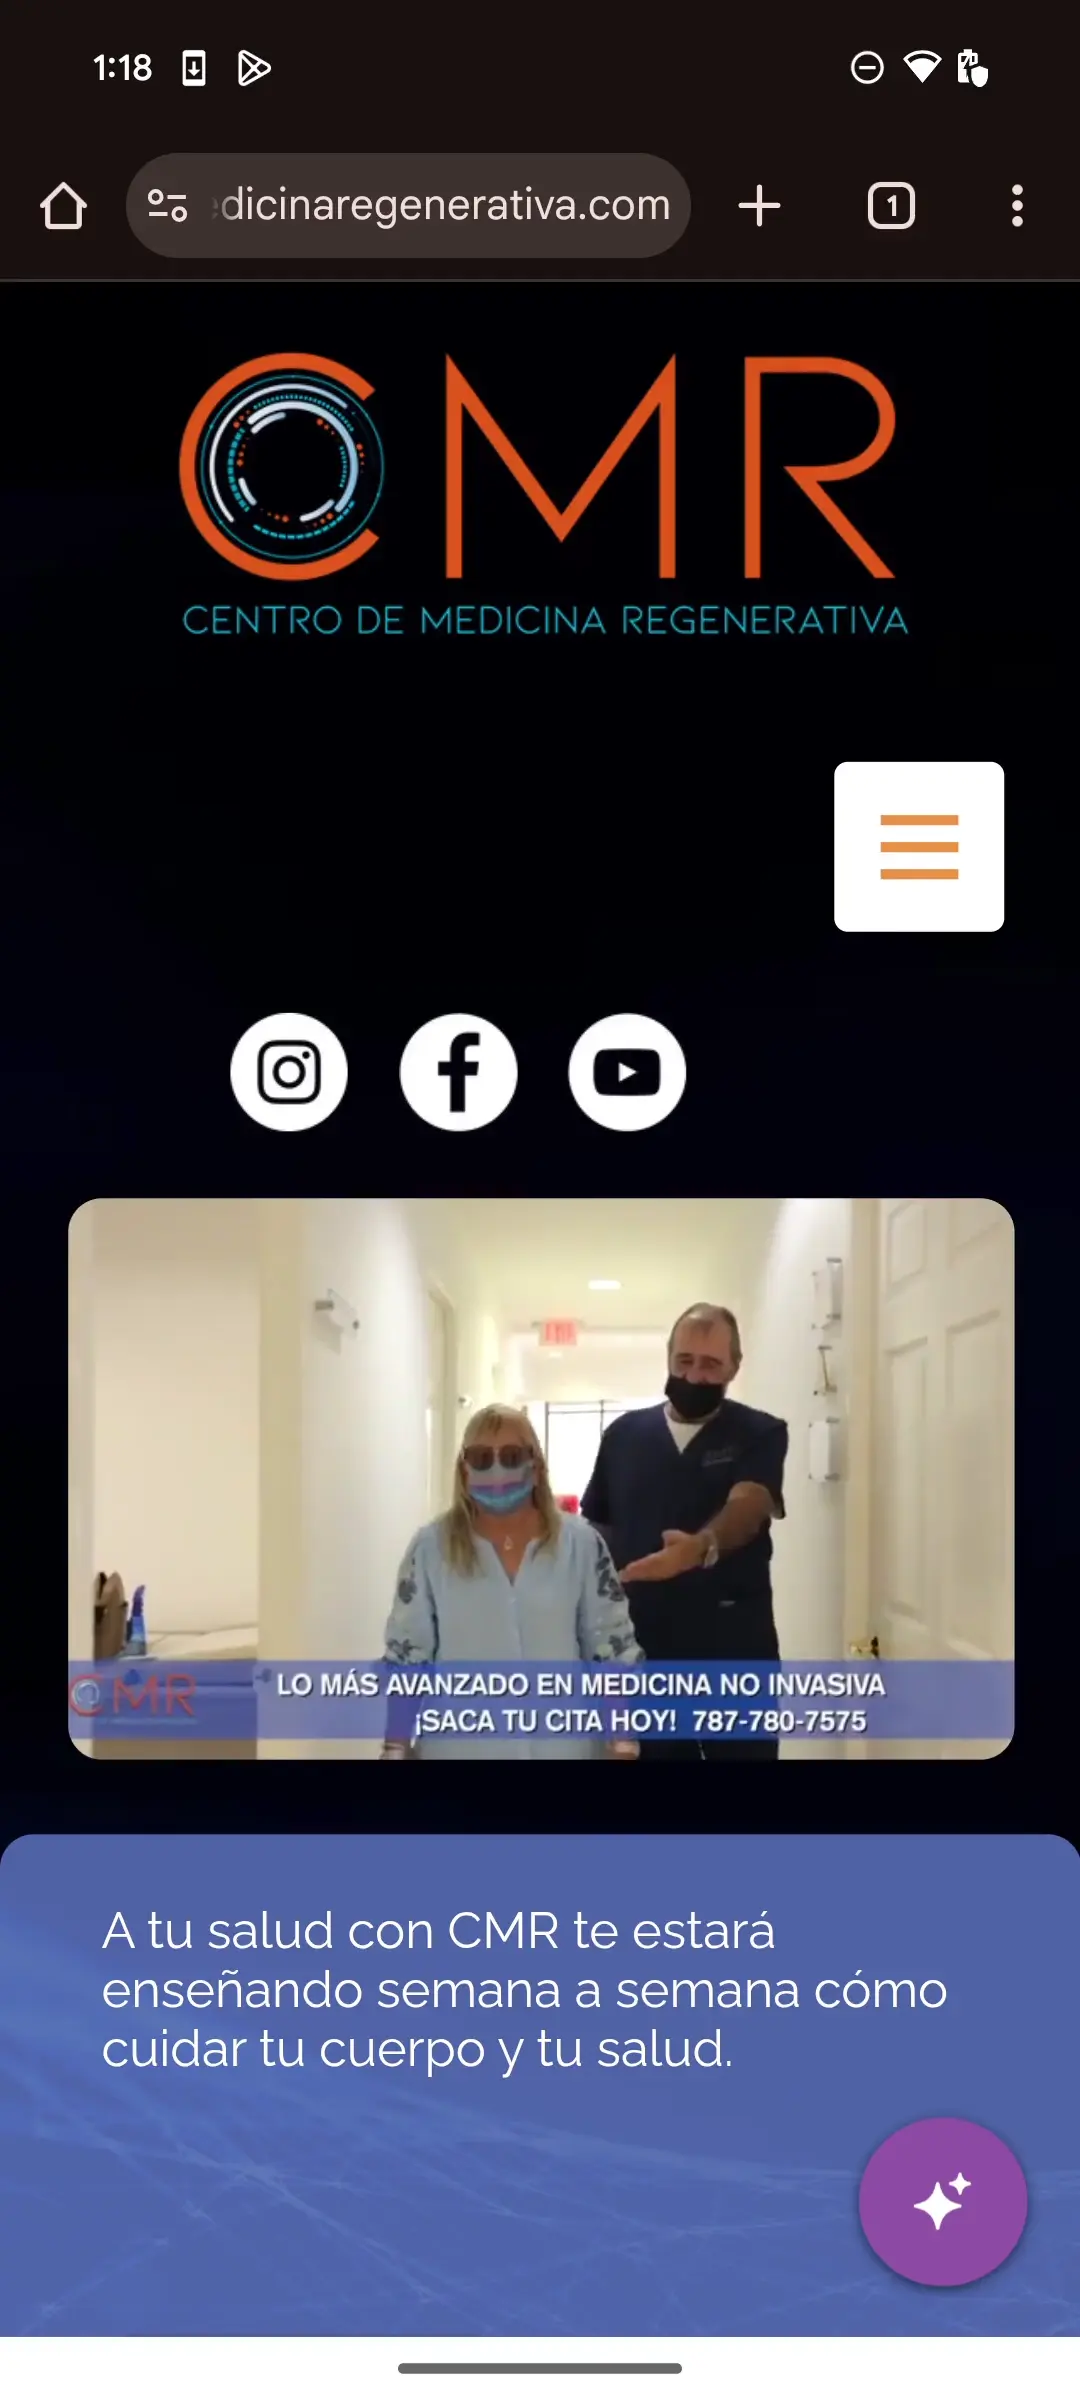 1:18
dicinaregenerativa.com
1
CMR
CENTRO DE MEDICINA REGENERATIVA
EXIT
CMR
LO MÁS AVANZADO EN MEDICINA NO INVASIVA
¡SACA TU CITA HOY! 787-780-7575
A tu salud con CMR te estará
enseñando semana a semana cómo
cuidar tu cuerpo y tu salud.